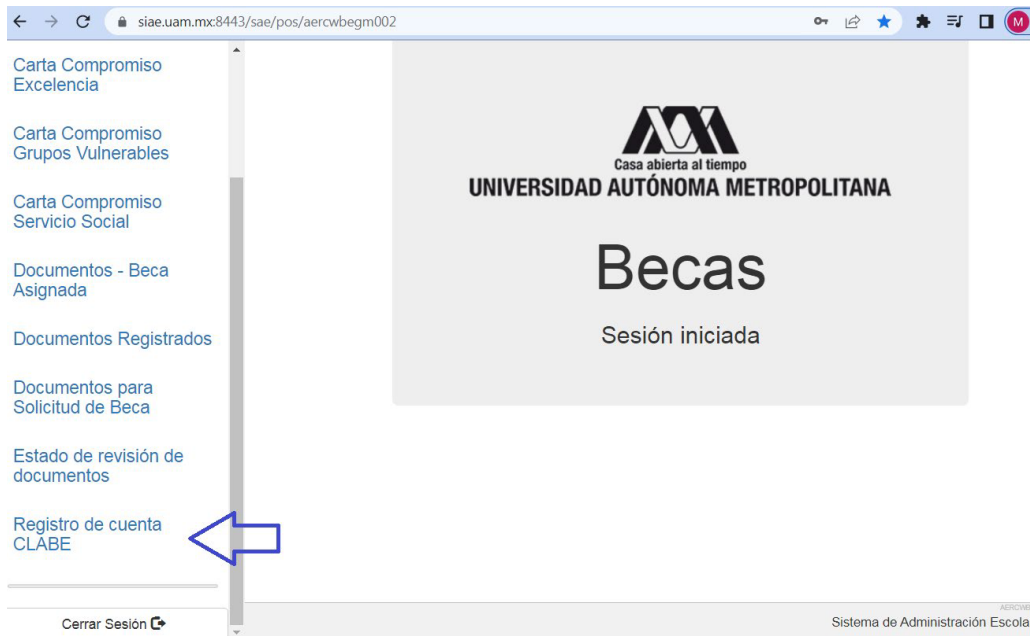 siae.uam.mx:8443/sae/pos/aercwbegm002
M
Carta Compromiso
Excelencia
Carta Compromiso
Grupos Vulnerables
Carta Compromiso
Servicio Social
Documentos - Beca
Asignada
Documentos Registrados
Documentos para
Solicitud de Beca
Estado de revisión de
documentos
Registro de cuenta
CLABE
Cerrar Sesión
Casa abierta al tiempo
UNIVERSIDAD AUTÓNOMA METROPOLITANA
Becas
Sesión iniciada
AERCWB
Sistema de Administración Escola